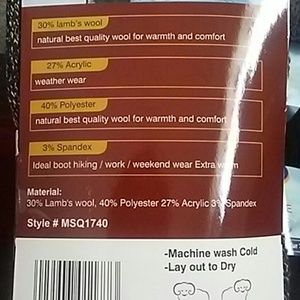 30% lamb's wool
natural best quality wool for warmth and comfort
27% Acrylic
weather wear
40% Polyester
natural best quality wool for warmth and comfort
3% Spandex
Ideal boot hiking / work / weekend wear Extra warm
Material:
30% Lamb's wool, 40% Polyester 27% Acrylic 3% Spandex
Style # MSQ1740
-Machine wash Cold
-Lay out to Dry